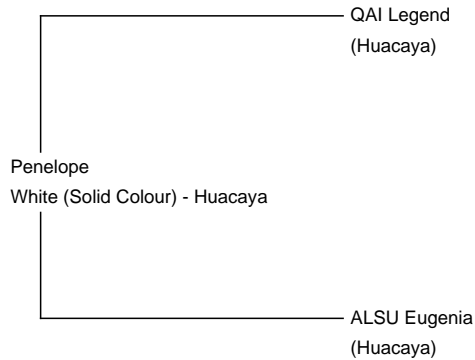 QAI Legend
(Huacaya)
Penelope
White (Solid Colour) - Huacaya
ALSU Eugenia
(Huacaya)